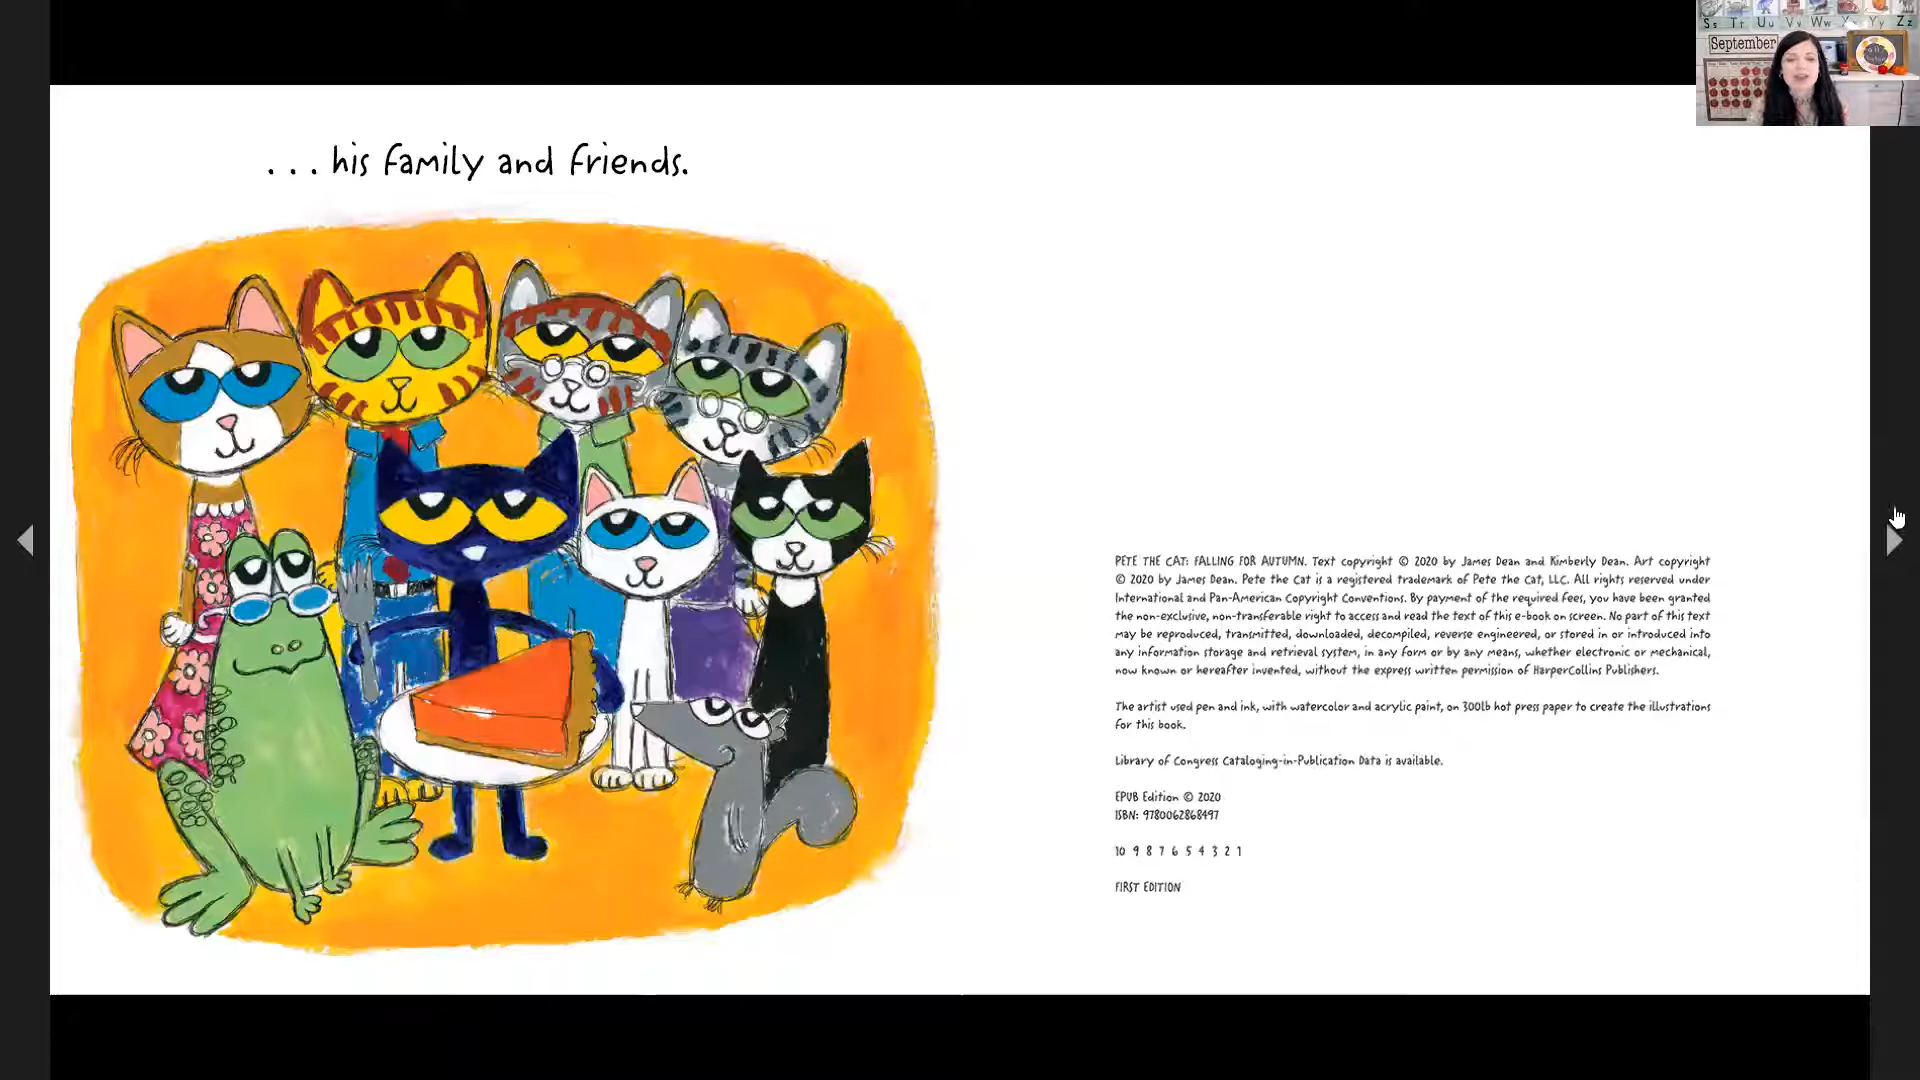 Ss Tt Uu Vv Ww Yy Zz
September
. . . his family and friends.
PETE THE CAT: FALLING FOR AUTUMN. Text copyright © 2020 by James Dean and Kimberly Dean. Art copyright
© 2020 by James Dean. Pete the Cat is a registered trademark of Pete the Cat, LLC. All rights reserved under
International and Pan-American Copyright Conventions. By payment of the required fees, you have been granted
the non-exclusive, non-transferable right to access and read the text of this e-book on screen. No part of this text
may be reproduced, transmitted, downloaded, decompiled, reverse engineered, or stored in or introduced into
any information storage and retrieval system, in any form or by any means, whether electronic or mechanical,
now known or hereafter invented, without the express written permission of HarperCollins Publishers.
The artist used pen and ink, with watercolor and acrylic paint, on 300lb hot press paper to create the illustrations
for this book.
Library of Congress Cataloging-in-Publication Data is available.
EPUB Edition © 2020
ISBN: 9780062868497
10 9 8 7 6 5 4 3 2 1
FIRST EDITION